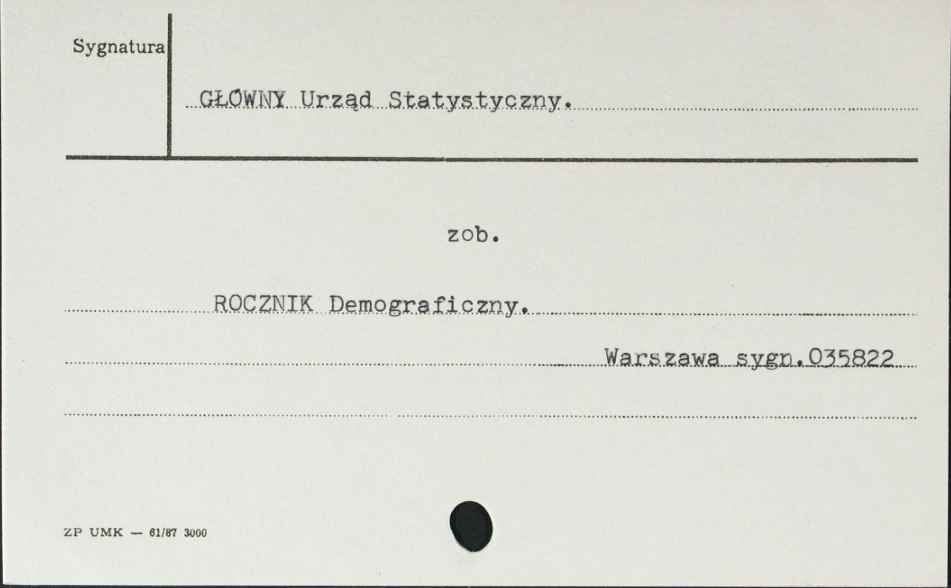 Sygnatura
GŁÓWNY Urząd Statystyczny.
zob.
ROCZNIK Demograficzny.
Warszawa sygn.035822
ZP UMK — 61/87 3000